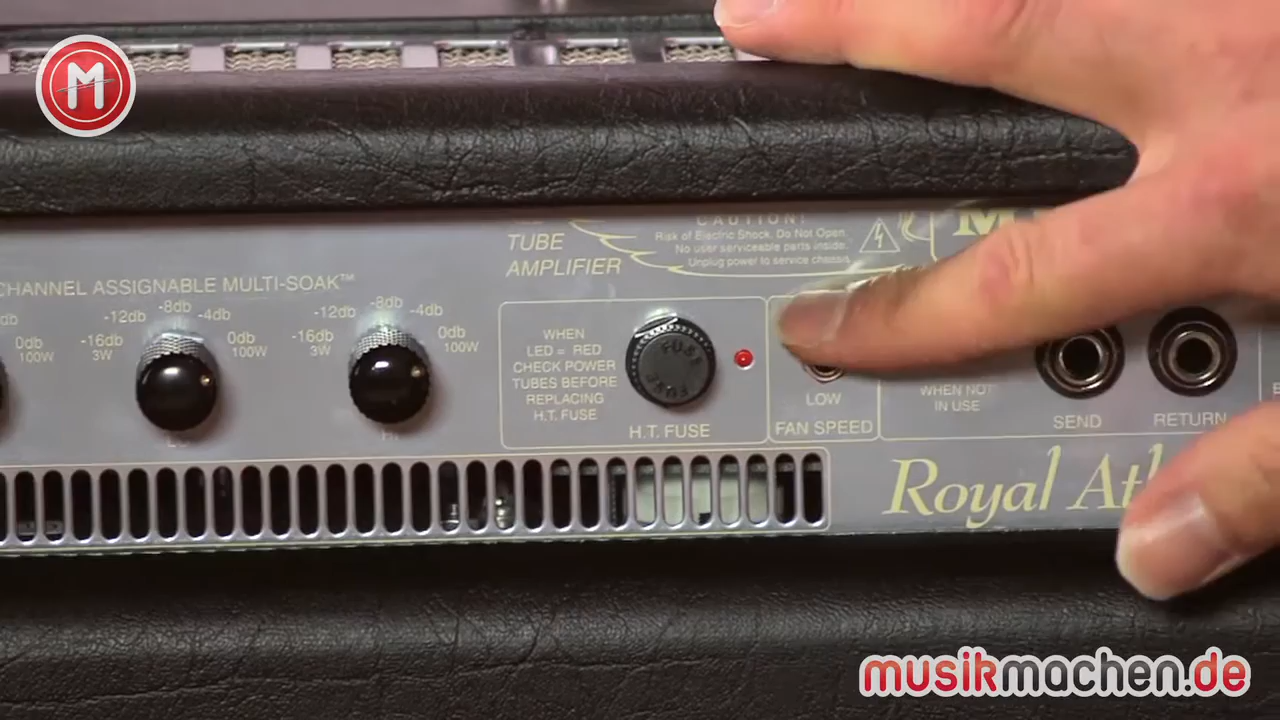 M
TUBE
AMPLIFIER
CAUTION!
Risk of Electric Shock. Do Not Open.
No user serviceable parts inside.
Unplug power to service chassis.
CHANNEL ASSIGNABLE MULTI-SOAK™
0db
100W
-16db
3W
-12db
-8db
-4db
0db
100W
-16db
3W
-12db
-8db
-4db
0db
100W
WHEN
LED = RED
CHECK POWER
TUBES BEFORE
REPLACING
H.T. FUSE
FUSE
FUSE
H.T. FUSE
LOW
FAN SPEED
WHEN NOT
IN USE
SEND
RETURN
Royal
musikmachen.de